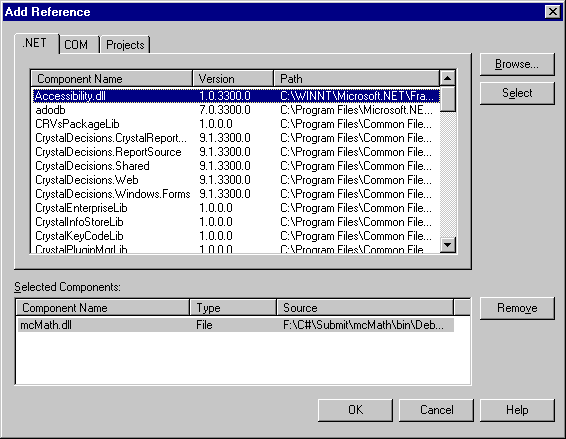 Add Reference
.NET COM Projects
Component Name Version Path
Accessibility.dll 1.0.3300.0 C:\WINNT\Microsoft.NET\Fra...
adodb 7.0.3300.0 C:\Program Files\Microsoft.NE...
CRVsPackageLib 1.0.0.0 C:\Program Files\Common File...
CrystalDecisions.CrystalReport... 9.1.3300.0 C:\Program Files\Common File...
CrystalDecisions.ReportSource 9.1.3300.0 C:\Program Files\Common File...
CrystalDecisions.Shared 9.1.3300.0 C:\Program Files\Common File...
CrystalDecisions.Web 9.1.3300.0 C:\Program Files\Common File...
CrystalDecisions.Windows.Forms 9.1.3300.0 C:\Program Files\Common File...
CrystalEnterpriseLib 1.0.0.0 C:\Program Files\Common File...
CrystalInfoStoreLib 1.0.0.0 C:\Program Files\Common File...
CrystalKeyCodeLib 1.0.0.0 C:\Program Files\Common File...
CrystalPluginMgrLib 1.0.0.0 C:\Program Files\Common File...
Browse...
Select
Selected Components:
Component Name Type Source
mcMath.dll File F:\C#\Submit\mcMath\bin\Deb...
Remove
OK Cancel Help